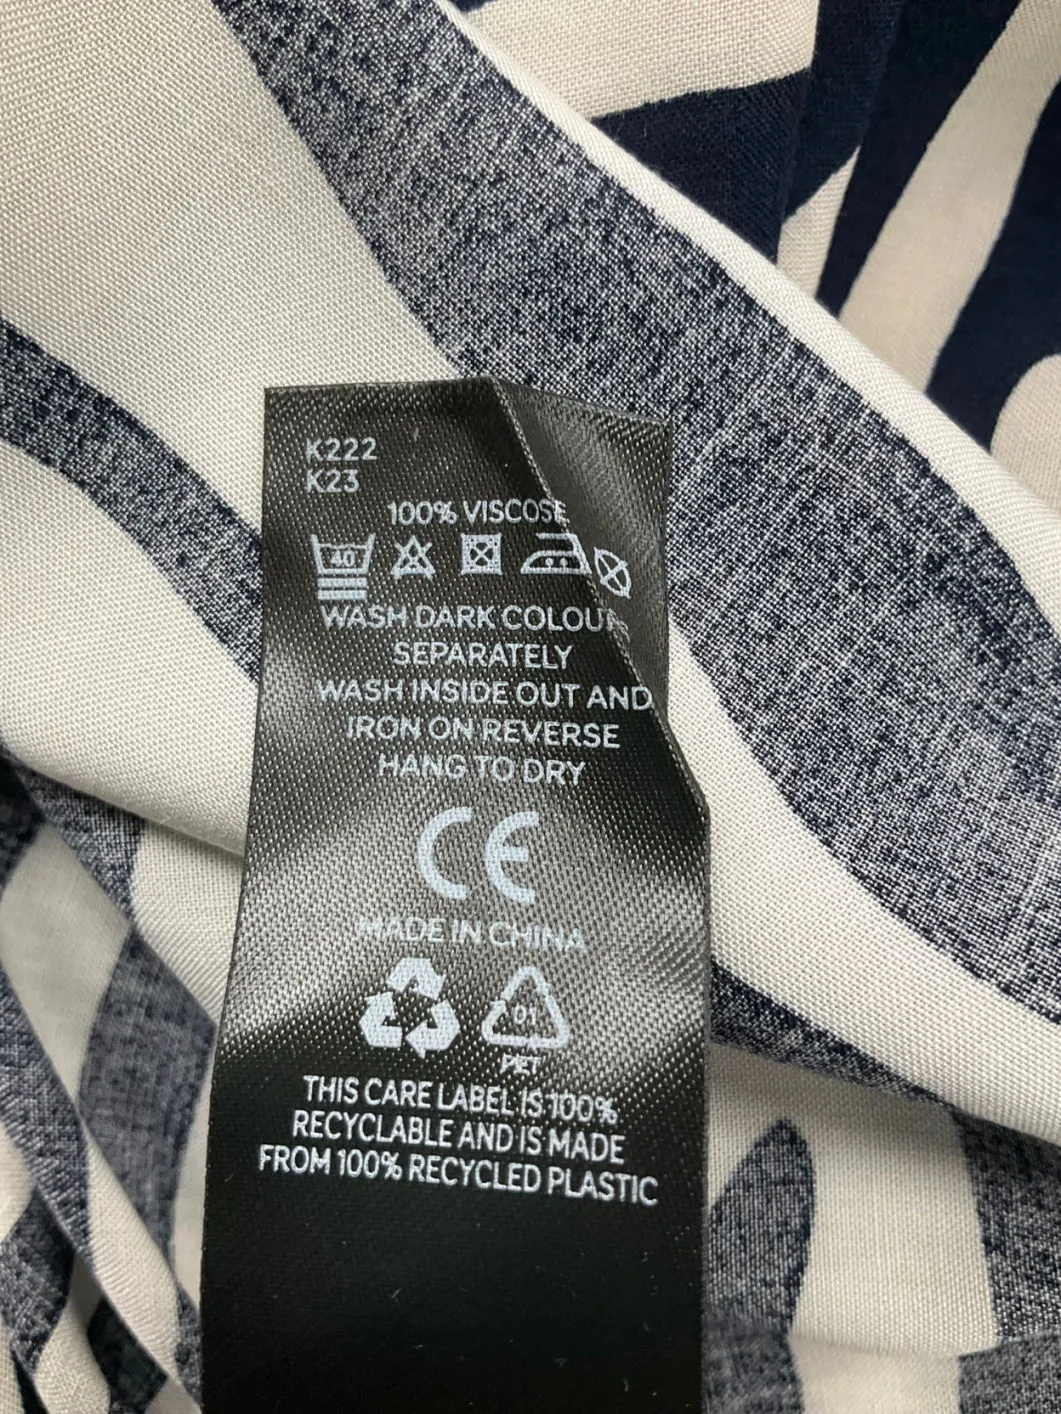 K222
K23
100% VISCOSE
40
WASH DARK COLOUR
SEPARATELY
WASH INSIDE OUT AND
IRON ON REVERSE
HANG TO DRY
CE
MADE IN CHINA
01
PET
THIS CARE LABEL IS 100%
RECYCLABLE AND IS MADE
FROM 100% RECYCLED PLASTIC